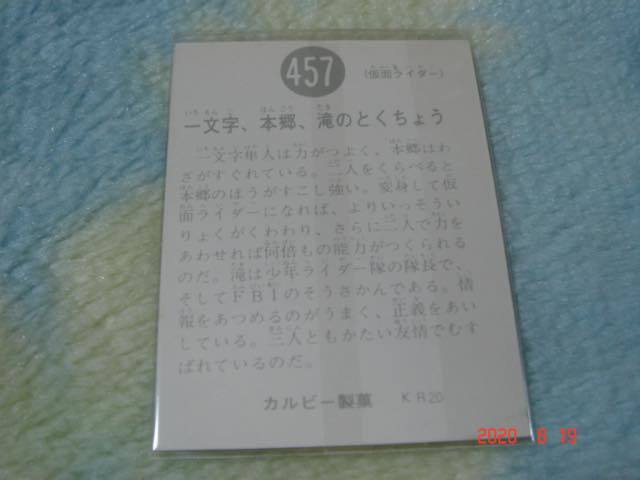 457
(仮面ライダー)
一文字、本郷、滝のとくちょう
一文字隼人は力がつよく、本郷はわ
ざがすぐれている。二人をくらべると
本郷のほうがすこし強い。変身して仮
面ライダーになれば、よりいっそうい
りょくがくわわり、さらに二人で力を
あわせれば何倍もの能力がつくられる
のだ。滝は少年ライダー隊の隊長で、
そしてFBIのそうさかんである。情
報をあつめるのがうまく、正義をあい
している。三人ともかたい友情でむす
ばれているのだ。
カルビー製菓 KR20
2020 8 19